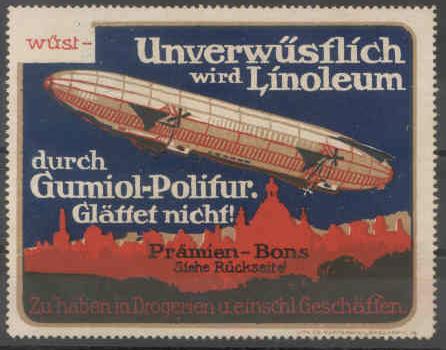 wüst-
Unverwüstlich
wird Linoleum
durch
Gumiol-Politur.
Glättet nicht!
Prämien-Bons
Siehe Rückseite!
Zu haben in Drogerien u. einschl. Geschäften.